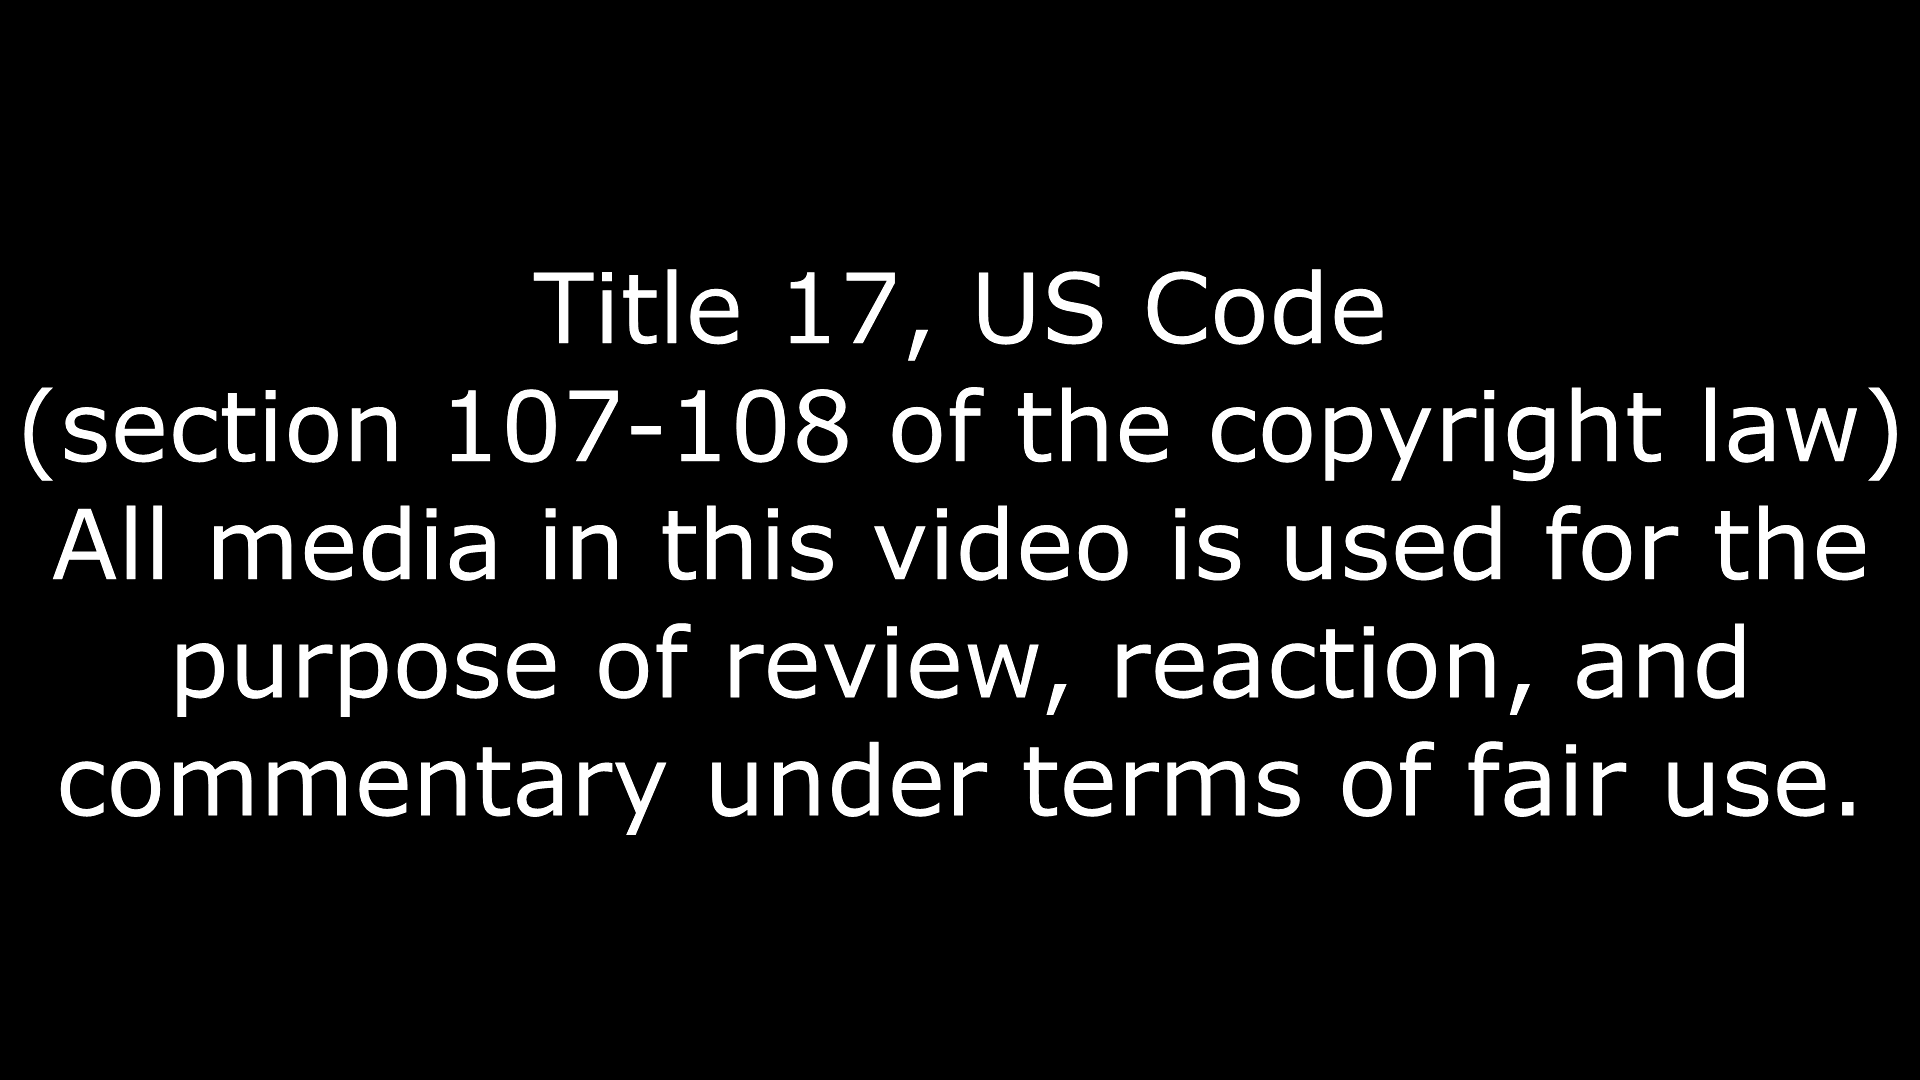 Title 17, US Code
(section 107-108 of the copyright law)
All media in this video is used for the
purpose of review, reaction, and
commentary under terms of fair use.